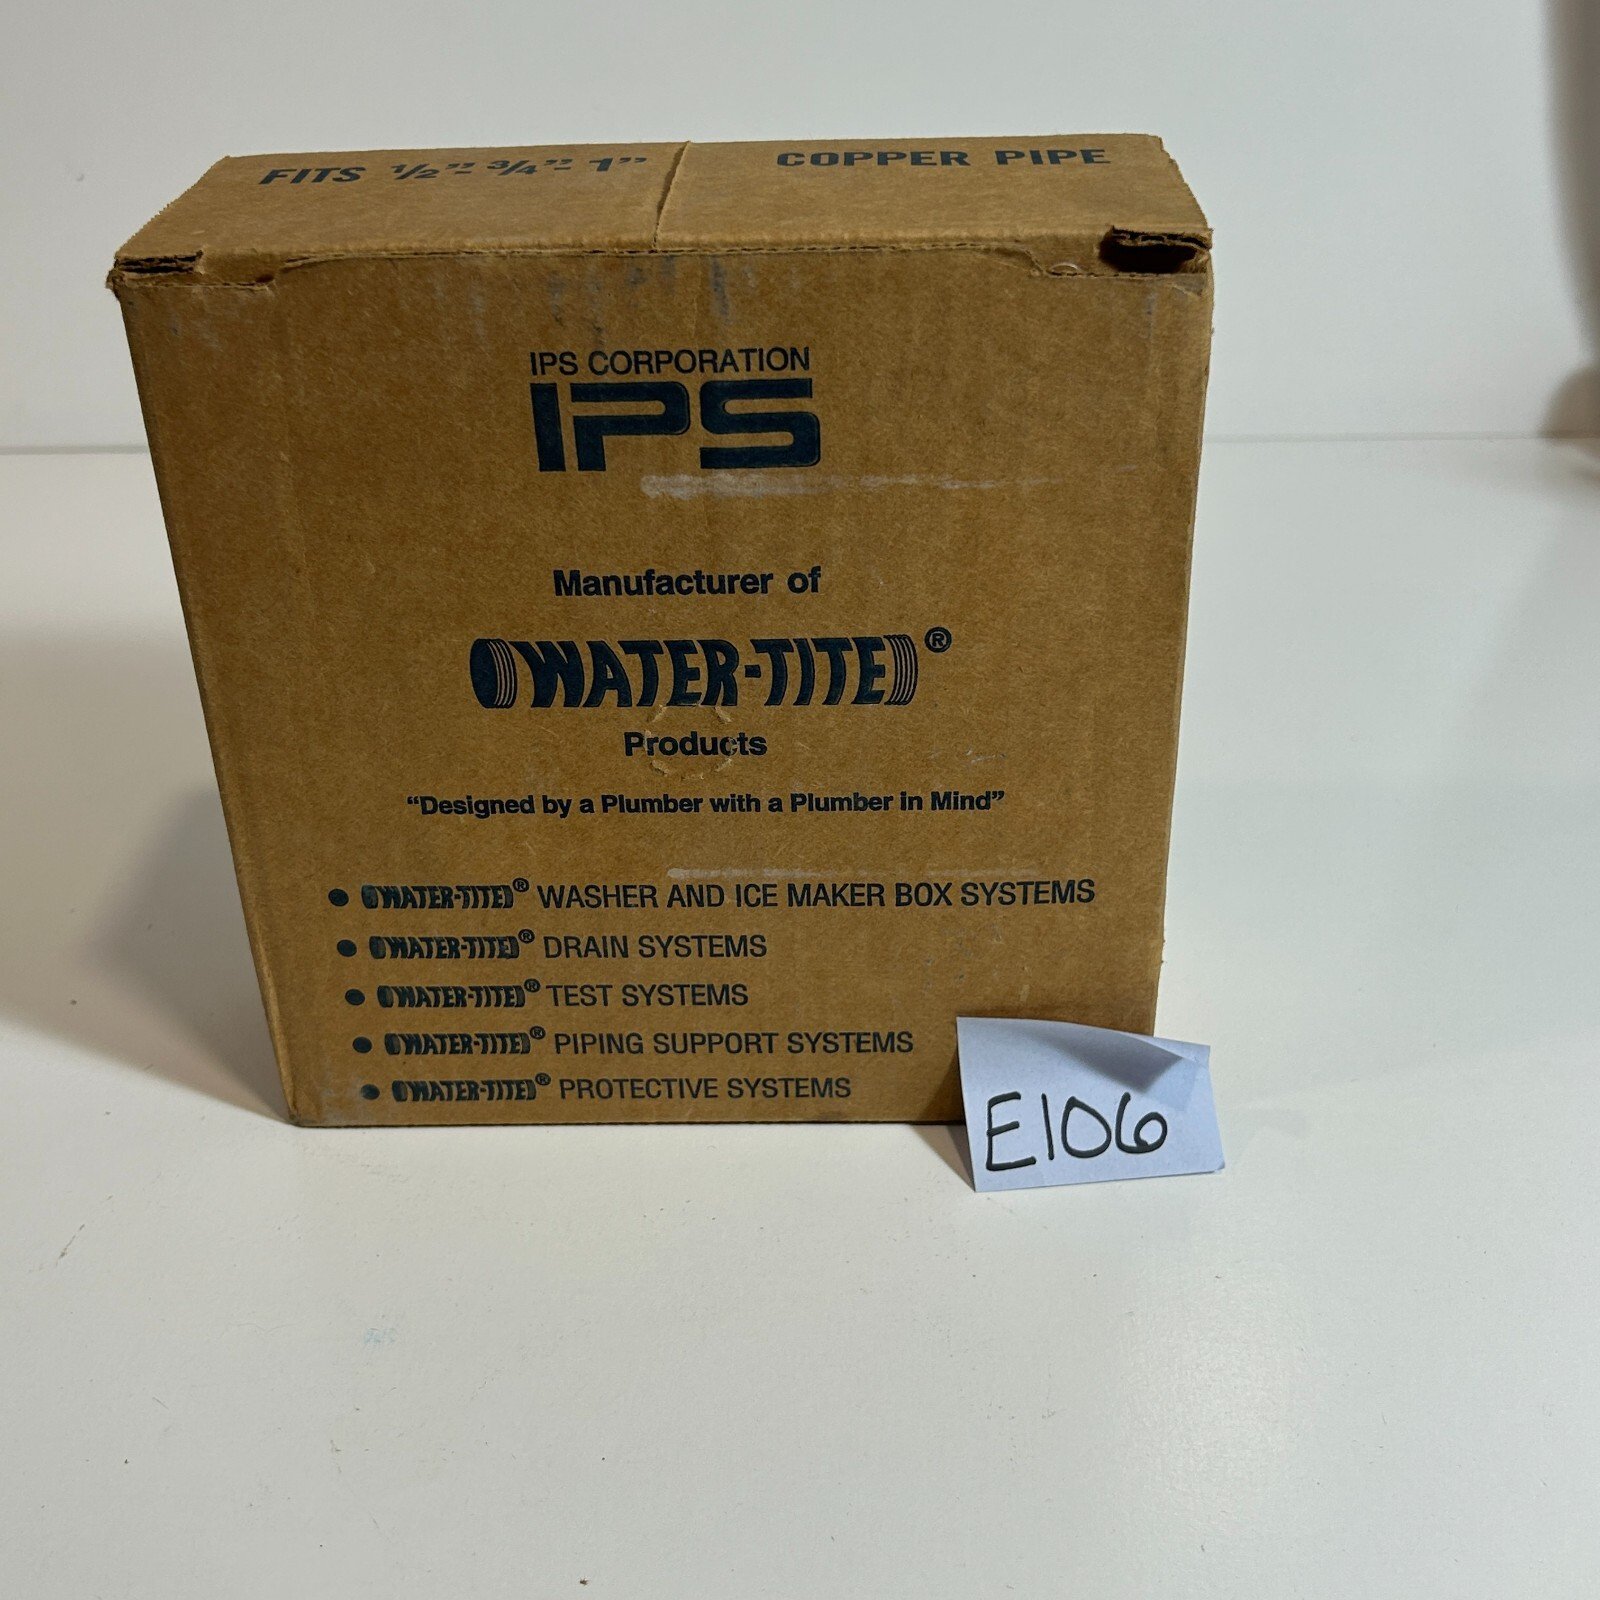 FITS 1/2"- 3/4"- 1" COPPER PIPE
IPS CORPORATION
IPS
Manufacturer of
WATER-TITE®
Products
“Designed by a Plumber with a Plumber in Mind”
• WATER-TITE® WASHER AND ICE MAKER BOX SYSTEMS
• WATER-TITE® DRAIN SYSTEMS
• WATER-TITE® TEST SYSTEMS
• WATER-TITE® PIPING SUPPORT SYSTEMS
• WATER-TITE® PROTECTIVE SYSTEMS
E106